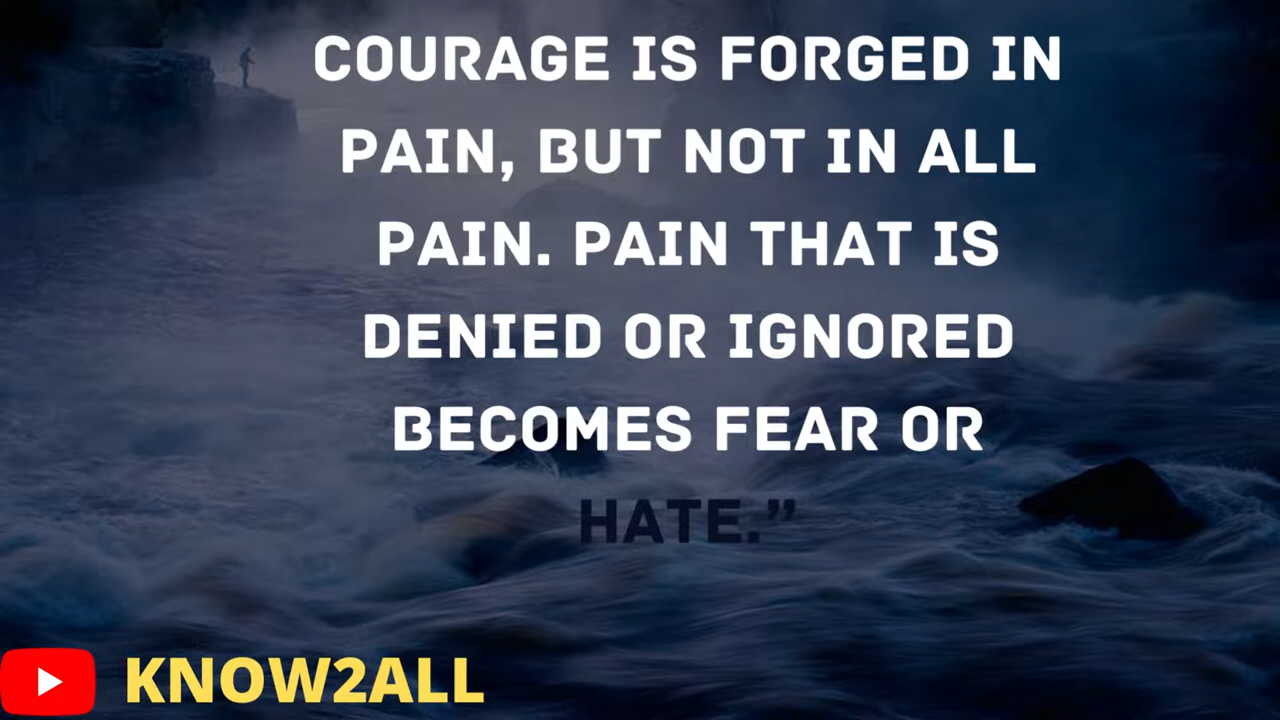 COURAGE IS FORGED IN
PAIN, BUT NOT IN ALL
PAIN. PAIN THAT IS
DENIED OR IGNORED
BECOMES FEAR OR
HATE.”
KNOW2ALL